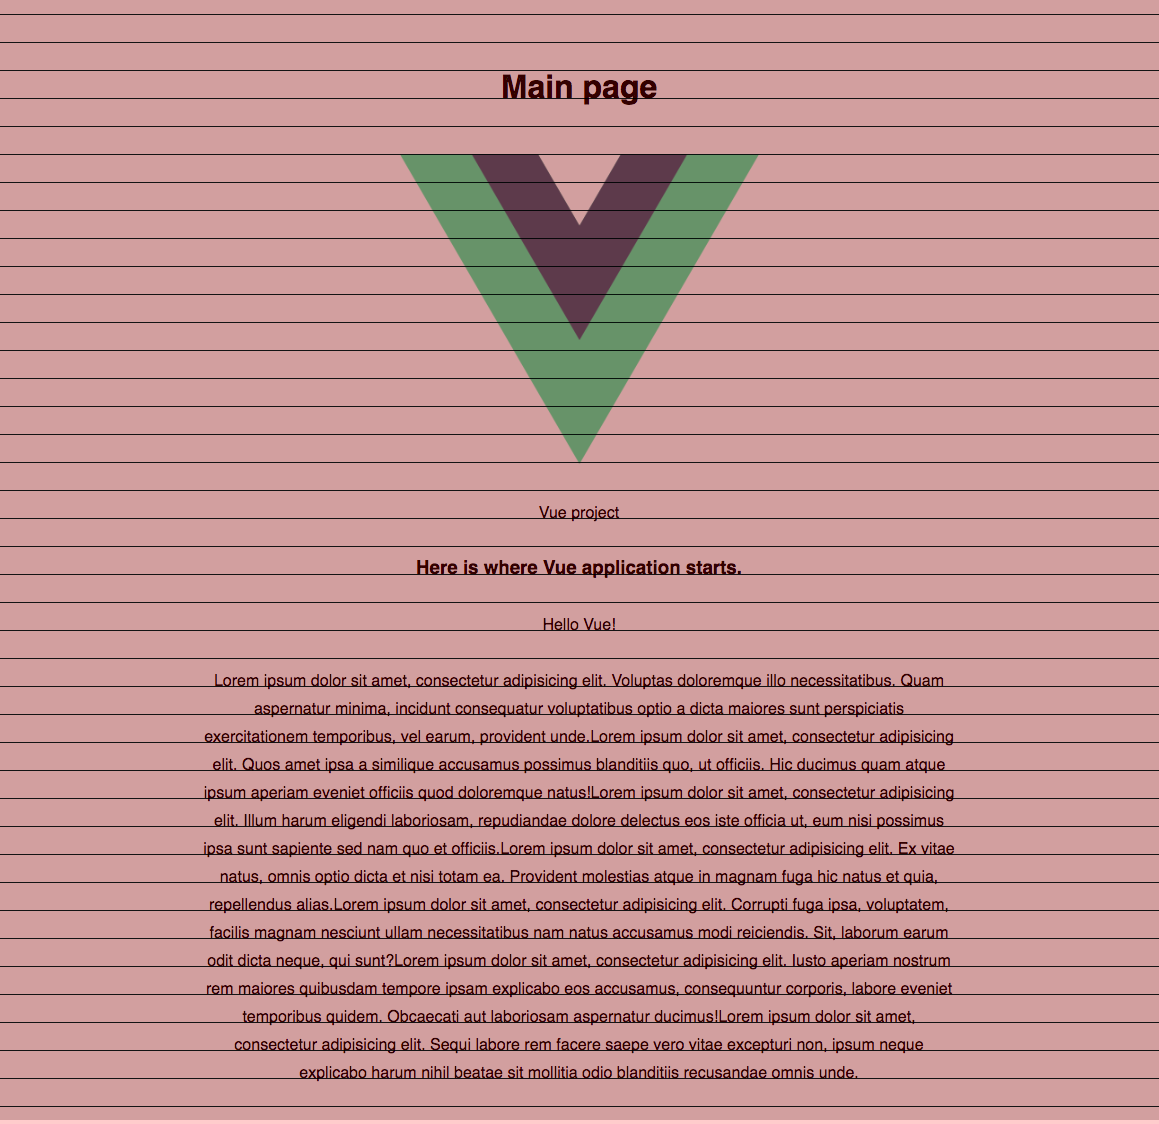 Main page
Vue project
Here is where Vue application starts.
Hello Vue!
Lorem ipsum dolor sit amet, consectetur adipisicing elit. Voluptas doloremque illo necessitatibus. Quam
aspernatur minima, incidunt consequatur voluptatibus optio a dicta maiores sunt perspiciatis
exercitationem temporibus, vel earum, provident unde.Lorem ipsum dolor sit amet, consectetur adipisicing
elit. Quos amet ipsa a similique accusamus possimus blanditiis quo, ut officiis. Hic ducimus quam atque
ipsum aperiam eveniet officiis quod doloremque natus!Lorem ipsum dolor sit amet, consectetur adipisicing
elit. Illum harum eligendi laboriosam, repudiandae dolore delectus eos iste officia ut, eum nisi possimus
ipsa sunt sapiente sed nam quo et officiis.Lorem ipsum dolor sit amet, consectetur adipisicing elit. Ex vitae
natus, omnis optio dicta et nisi totam ea. Provident molestias atque in magnam fuga hic natus et quia,
repellendus alias.Lorem ipsum dolor sit amet, consectetur adipisicing elit. Corrupti fuga ipsa, voluptatem,
facilis magnam nesciunt ullam necessitatibus nam natus accusamus modi reiciendis. Sit, laborum earum
odit dicta neque, qui sunt?Lorem ipsum dolor sit amet, consectetur adipisicing elit. Iusto aperiam nostrum
rem maiores quibusdam tempore ipsam explicabo eos accusamus, consequuntur corporis, labore eveniet
temporibus quidem. Obcaecati aut laboriosam aspernatur ducimus!Lorem ipsum dolor sit amet,
consectetur adipisicing elit. Sequi labore rem facere saepe vero vitae excepturi non, ipsum neque
explicabo harum nihil beatae sit mollitia odio blanditiis recusandae omnis unde.